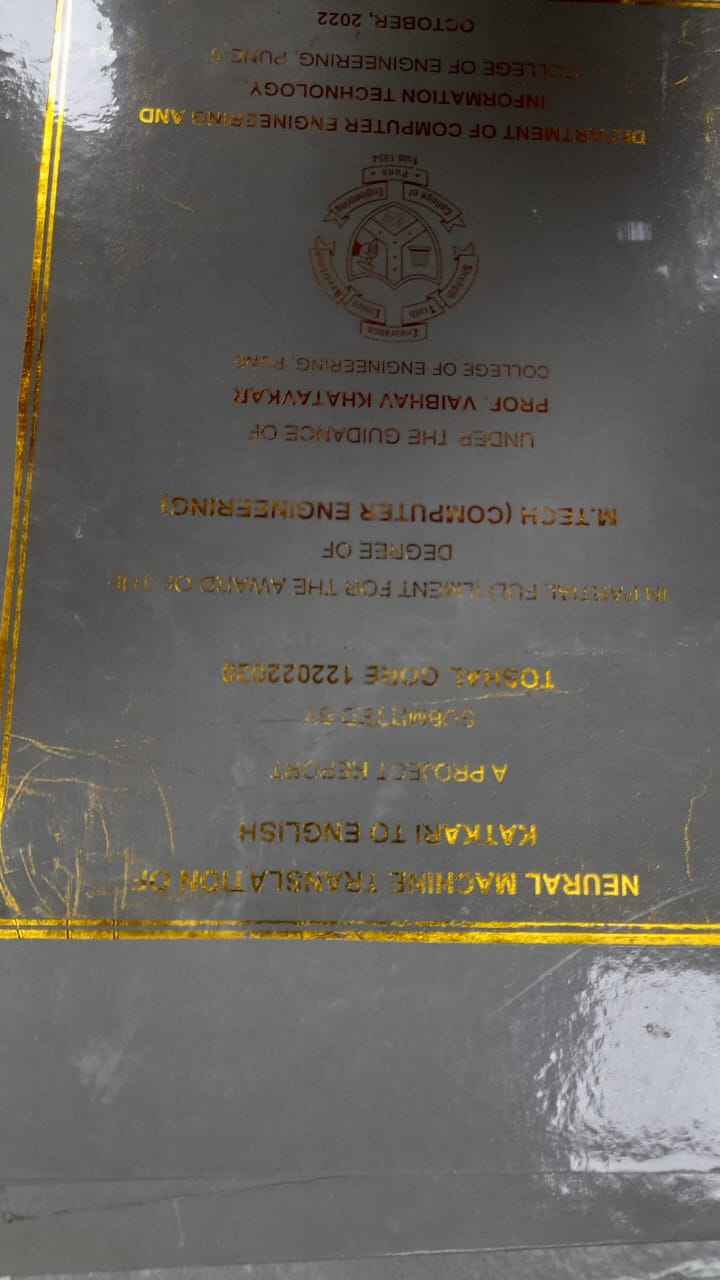 NEURAL MACHINE TRANSLATION OF
KATKARI TO ENGLISH
A PROJECT REPORT
SUBMITTED BY
TOSHAL GORE 122022020
IN PARTIAL FULFILMENT FOR THE AWARD OF THE
DEGREE OF
M.TECH (COMPUTER ENGINEERING)
UNDER THE GUIDANCE OF
PROF. VAIBHAV KHATAVKAR
COLLEGE OF ENGINEERING, PUNE
Endurance
Ethics Truth
Reverence Strength
Engineering College of
• Pune •
Estd 1854
DEPARTMENT OF COMPUTER ENGINEERING AND
INFORMATION TECHNOLOGY,
COLLEGE OF ENGINEERING, PUNE-5
OCTOBER, 2022